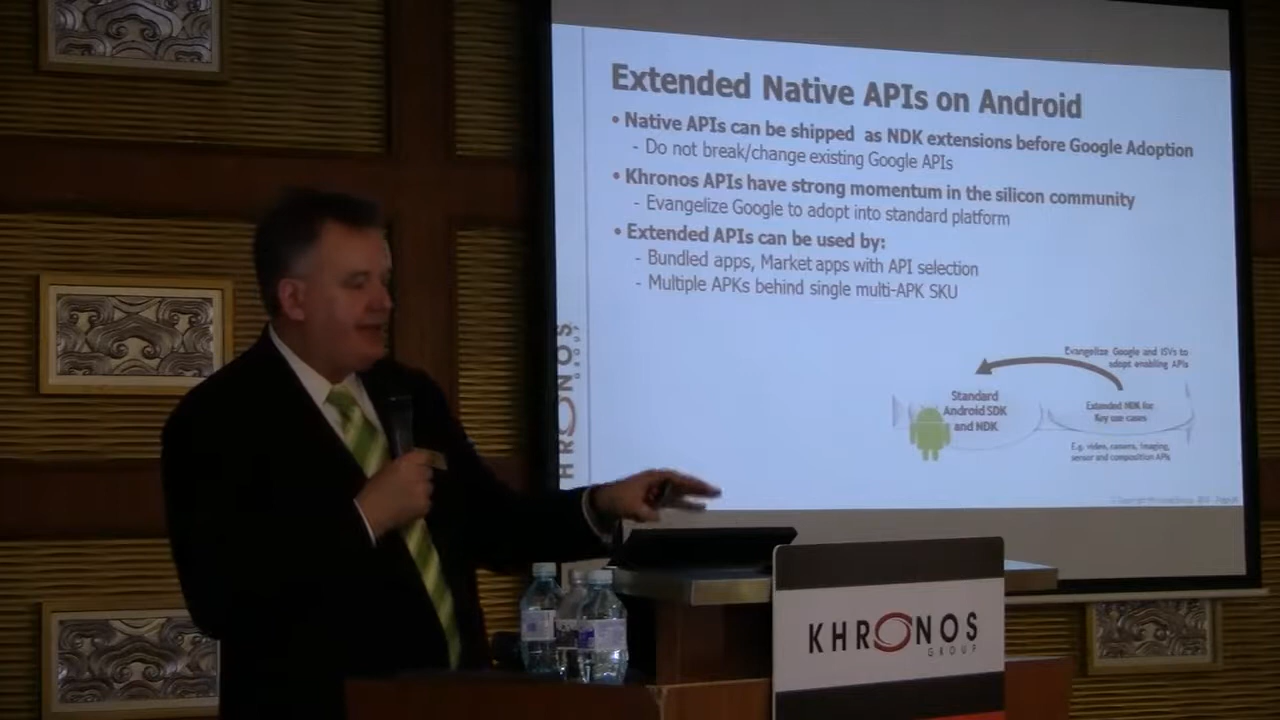 Extended Native APIs on Android
• Native APIs can be shipped as NDK extensions before Google Adoption
- Do not break/change existing Google APIs
• Khronos APIs have strong momentum in the silicon community
- Evangelize Google to adopt into standard platform
• Extended APIs can be used by:
- Bundled apps, Market apps with API selection
- Multiple APKs behind single multi-APK SKU
Evangelize Google and ISVs to
adopt enabling APIs
Standard
Android SDK
and NDK
Extended NDK for
Key use cases
E.g. video, camera, imaging,
sensor and composition APIs
KHRONOS
GROUP
KHRONOS
GROUP